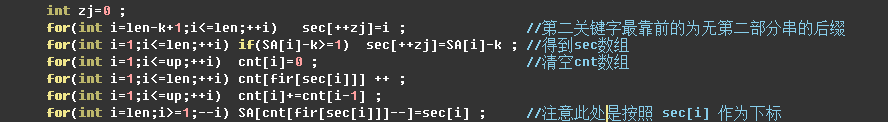 int zj=0 ;
for(int i=len-k+1;i<=len;++i) sec[++zj]=i ; //第二关键字最靠前的为无第二部分串的后缀
for(int i=1;i<=len;++i) if(SA[i]-k>=1) sec[++zj]=SA[i]-k ; //得到sec数组
for(int i=1;i<=up;++i) cnt[i]=0 ; //清空cnt数组
for(int i=1;i<=len;++i) cnt[fir[sec[i]]] ++ ;
for(int i=1;i<=up;++i) cnt[i]+=cnt[i-1] ;
for(int i=len;i>=1;--i) SA[cnt[fir[sec[i]]]--]=sec[i] ; //注意此处是按照 sec[i] 作为下标